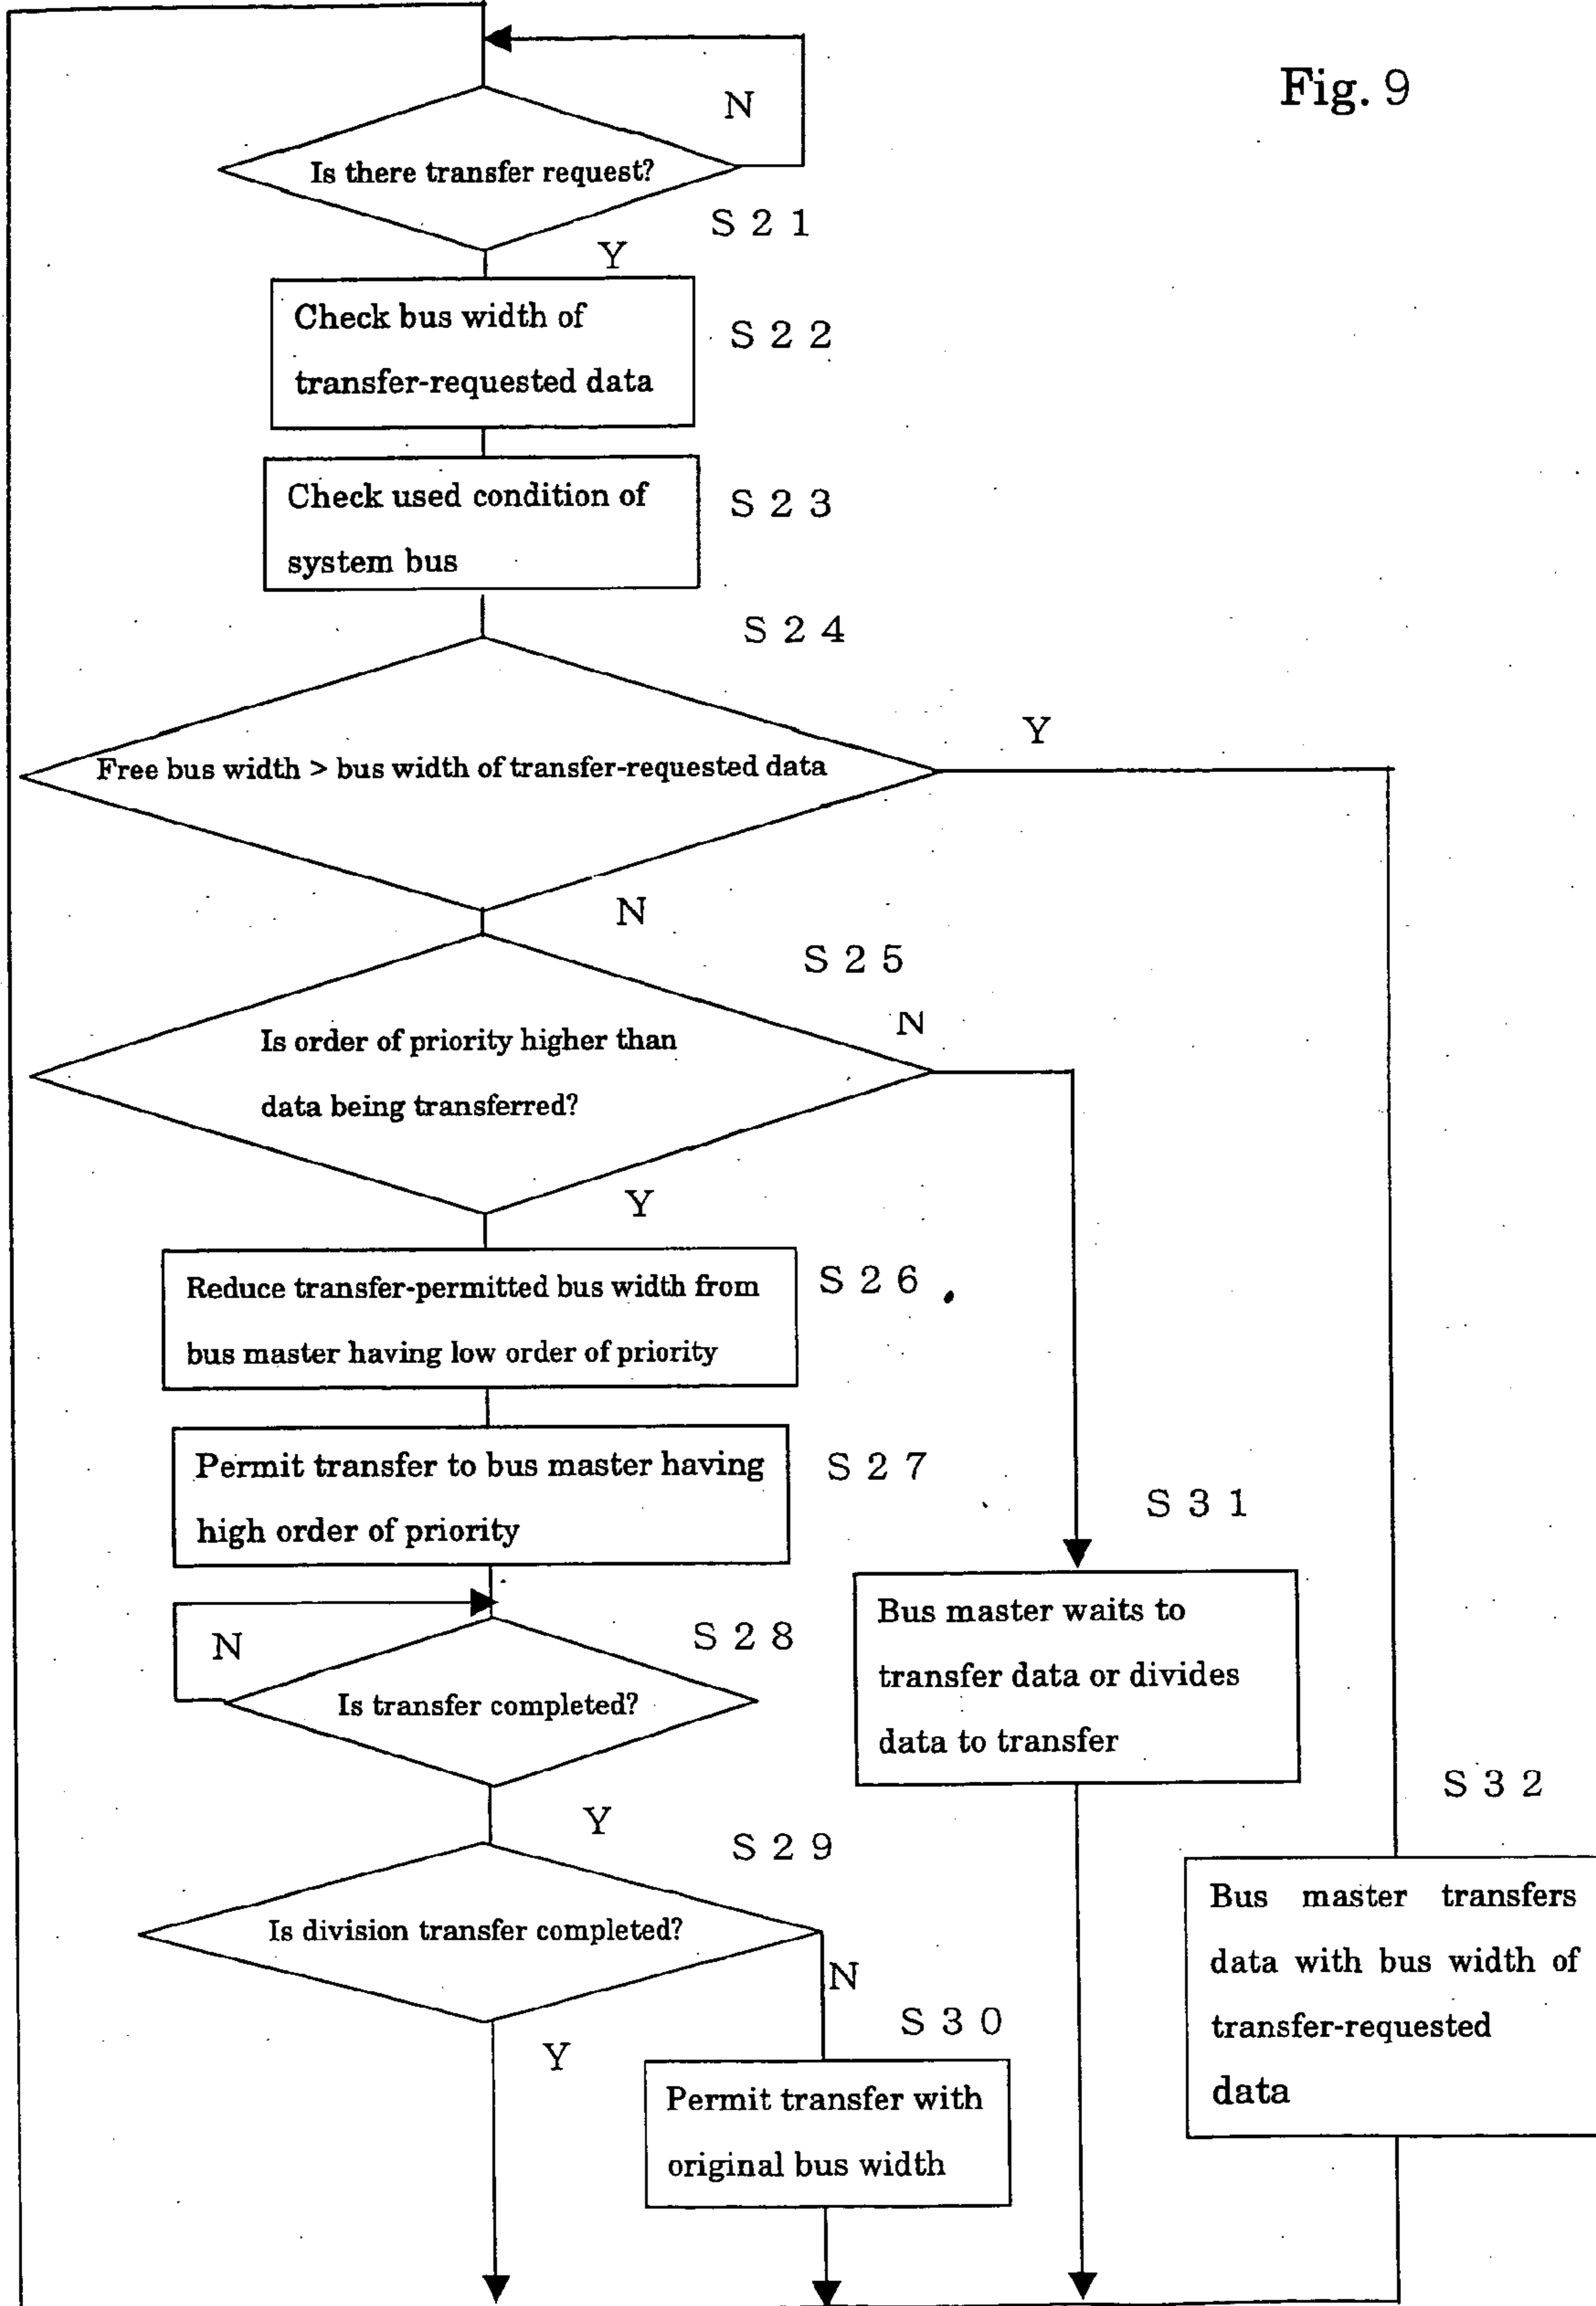 Fig. 9
N
Is there transfer request?
S 2 1
Y
Check bus width of
transfer-requested data
S 2 2
Check used condition of
system bus
S 2 3
S 2 4
Y
Free bus width > bus width of transfer-requested data
N
S 2 5
N
Is order of priority higher than
data being transferred?
Y
Reduce transfer-permitted bus width from
bus master having low order of priority
S 2 6
Permit transfer to bus master having
high order of priority
S 2 7
S 3 1
Bus master waits to
transfer data or divides
data to transfer
N
S 2 8
Is transfer completed?
Y
S 2 9
S 3 2
Is division transfer completed?
Bus master transfers
data with bus width of
transfer-requested
data
N
S 3 0
Y
Permit transfer with
original bus width